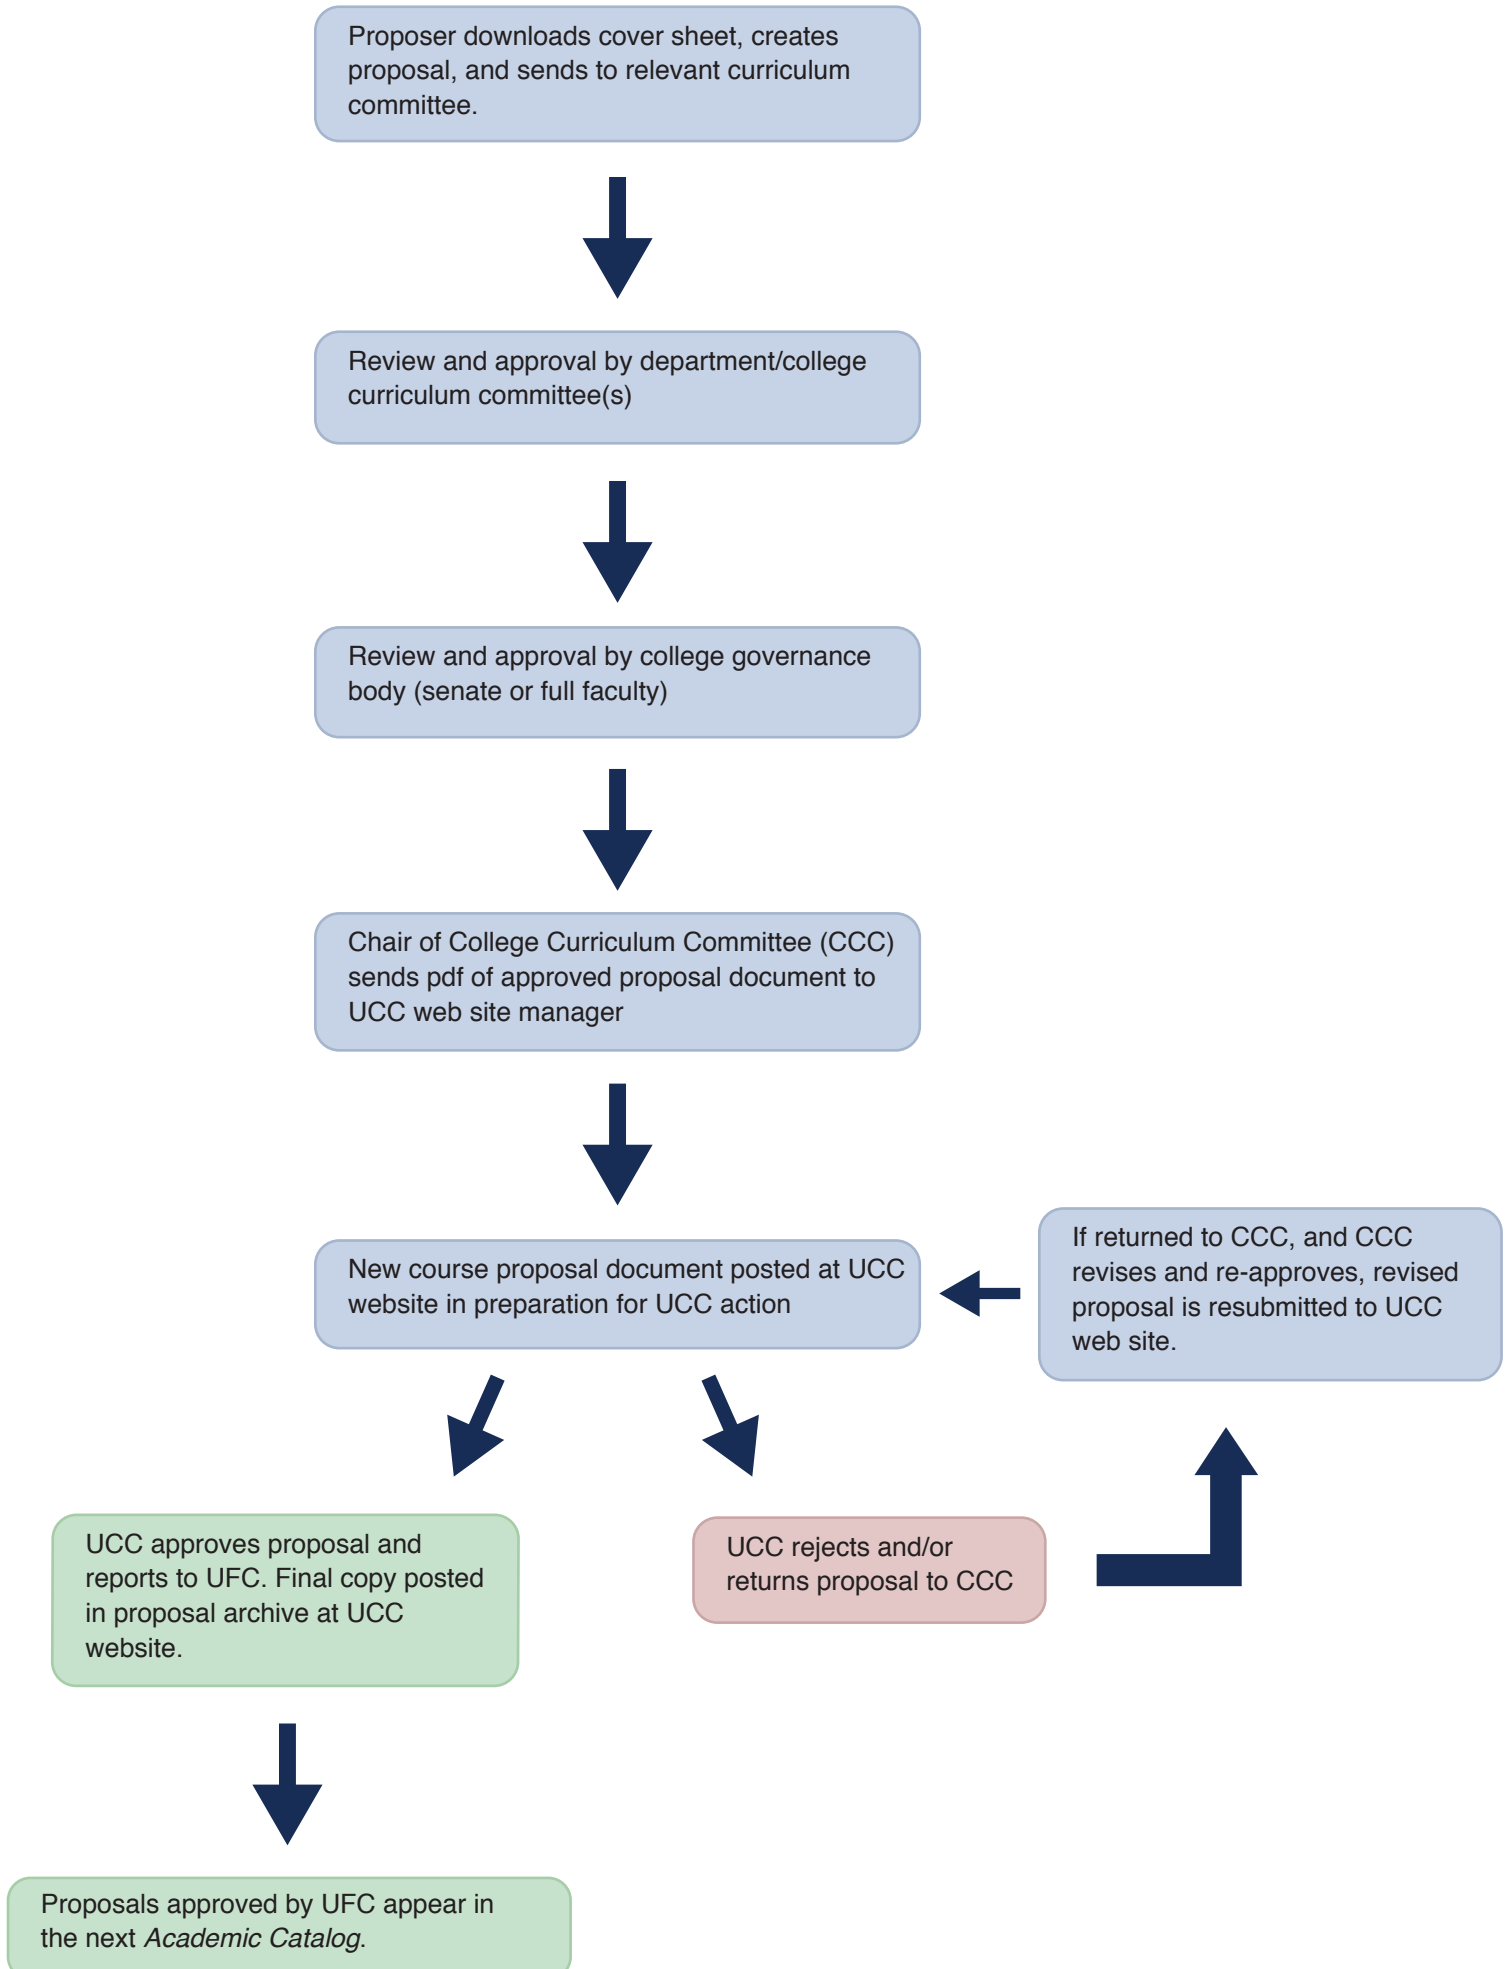 Proposer downloads cover sheet, creates
proposal, and sends to relevant curriculum
committee.
Review and approval by department/college
curriculum committee(s)
Review and approval by college governance
body (senate or full faculty)
Chair of College Curriculum Committee (CCC)
sends pdf of approved proposal document to
UCC web site manager
New course proposal document posted at UCC
website in preparation for UCC action
If returned to CCC, and CCC
revises and re-approves, revised
proposal is resubmitted to UCC
web site.
UCC approves proposal and
reports to UFC. Final copy posted
in proposal archive at UCC
website.
UCC rejects and/or
returns proposal to CCC
Proposals approved by UFC appear in
the next Academic Catalog.